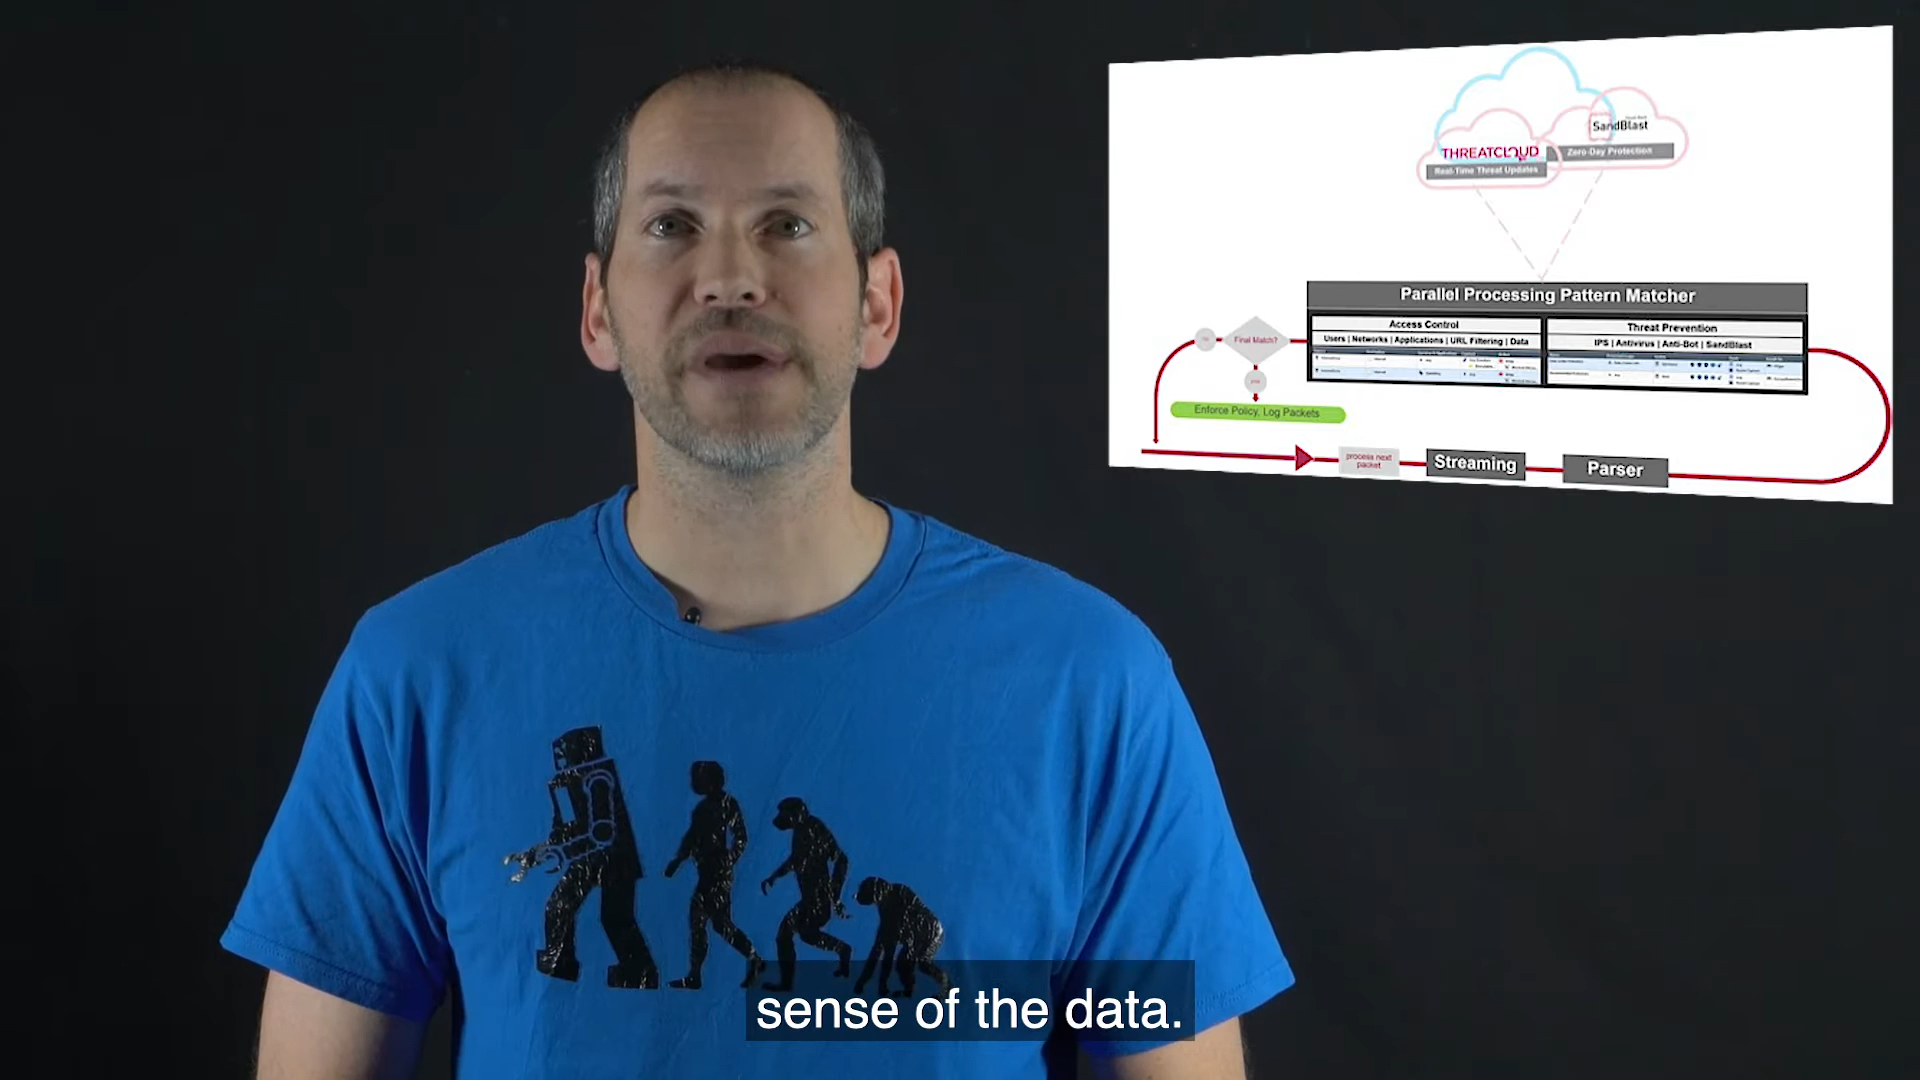 SandBlast
THREATCLOUD
Zero-Day Protection
Real-Time Threat Updates
Parallel Processing Pattern Matcher
Access Control
Threat Prevention
Users | Networks | Applications | URL Filtering | Data
IPS | Antivirus | Anti-Bot | SandBlast
Final Match?
Enforce Policy, Log Packets
process next
packet
Streaming
Parser
sense of the data.